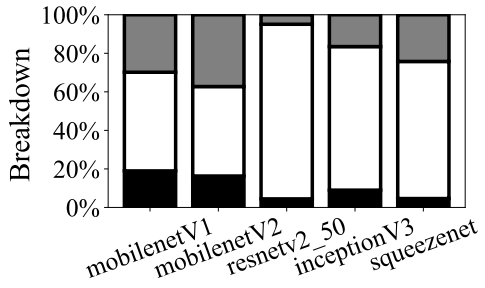 Breakdown
100%
80%
60%
40%
20%
0%
mobilenetV1
mobilenetV2
resnetv2_50
inceptionV3
squeezenet